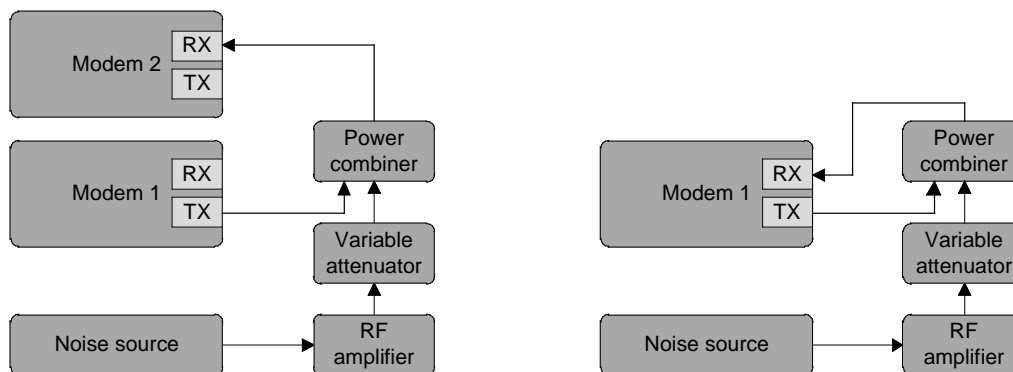 RX
Modem 2
TX
Power
combiner
RX
Modem 1
TX
Variable
attenuator
Noise source
RF
amplifier
Power
combiner
RX
Modem 1
TX
Variable
attenuator
Noise source
RF
amplifier